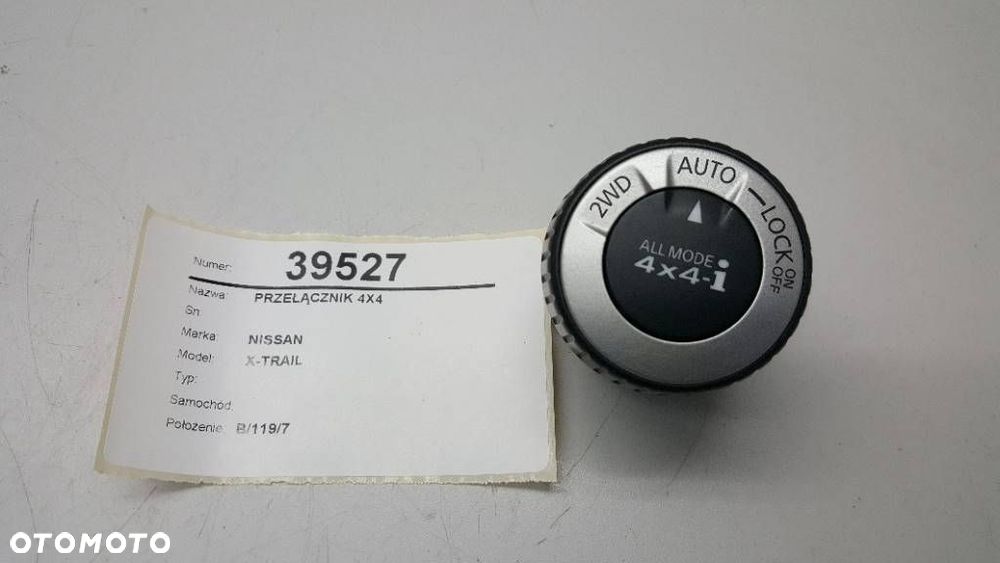 Numer: 39527
Nazwa: PRZEŁĄCZNIK 4X4
Sn:
Marka: NISSAN
Model: X-TRAIL
Typ:
Samochód:
Położenie: B/119/7
2WD
AUTO
LOCK
ON
OFF
ALL MODE
4x4-i
OTOMOTO